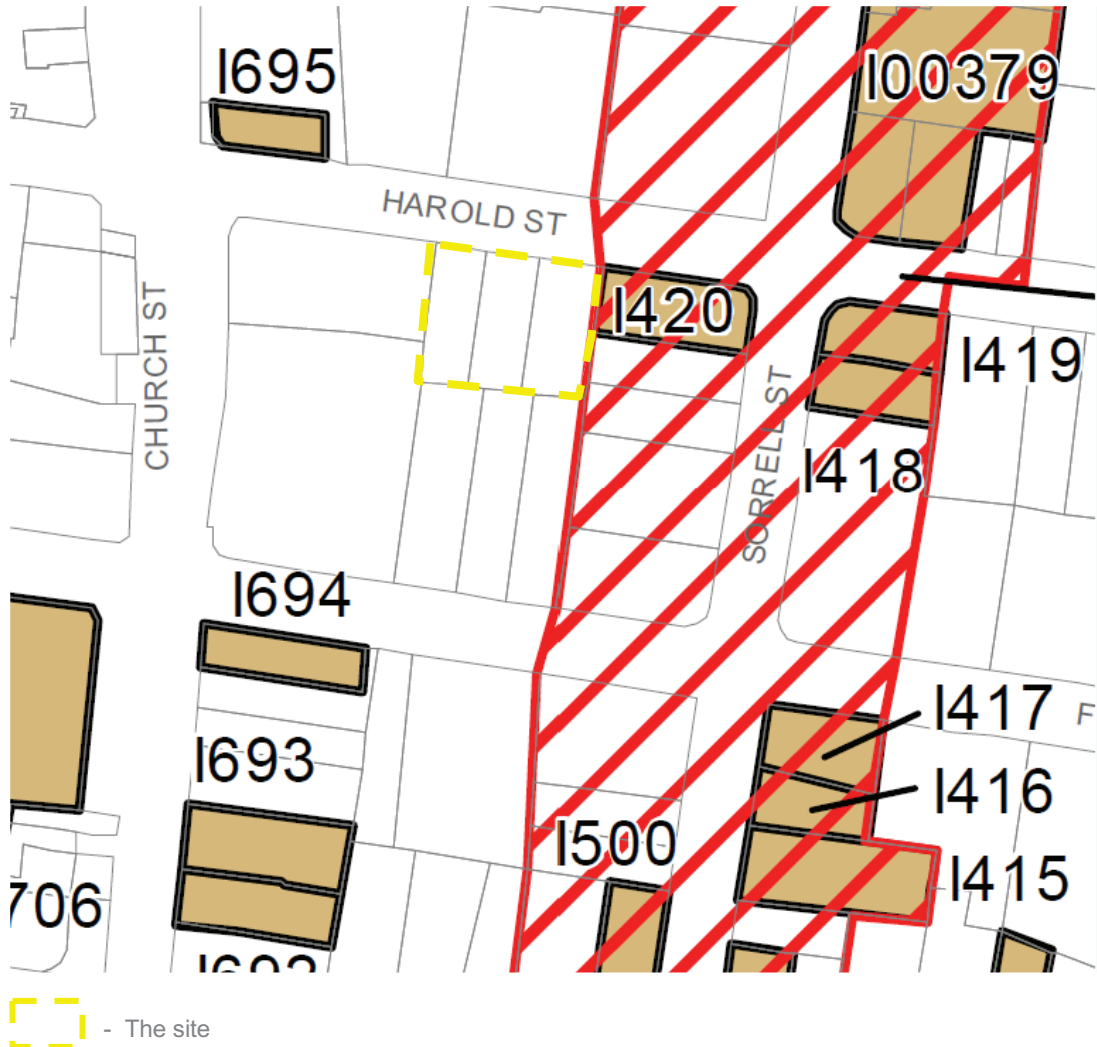 I695
I00379
HAROLD ST
I420
I419
CHURCH ST
SORRELL ST
I418
I694
I417
F
I693
I416
I500
I415
706
I692
- The site